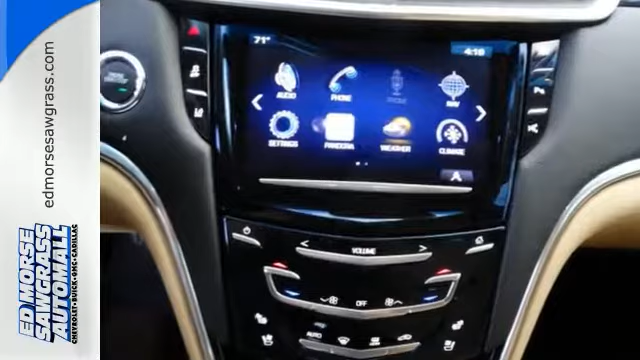 edmorsesawgrass.com
ED MORSE
SAWGRASS
AUTOMALL
CHEVROLET•BUICK•GMC•CADILLAC
71° 4:18
AUDIO PHONE NAV
SETTINGS PANDORA WEATHER CLIMATE
< VOLUME >
OFF
AUTO